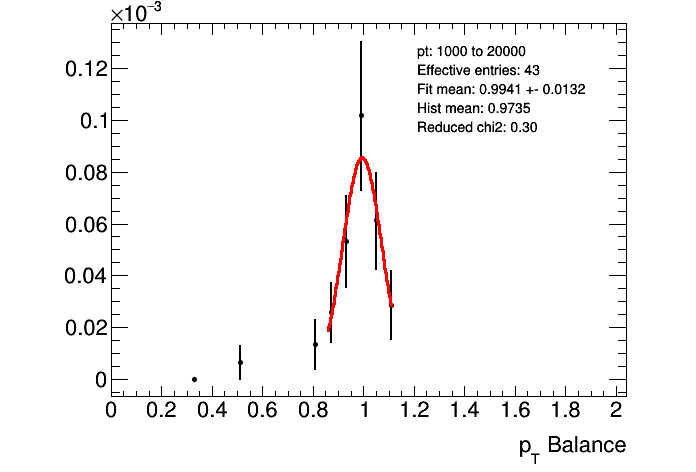 ×10⁻³
pt: 1000 to 20000
Effective entries: 43
Fit mean: 0.9941 +- 0.0132
Hist mean: 0.9735
Reduced chi2: 0.30
0.12
0.1
0.08
0.06
0.04
0.02
0
0 0.2 0.4 0.6 0.8 1 1.2 1.4 1.6 1.8 2
p_T Balance